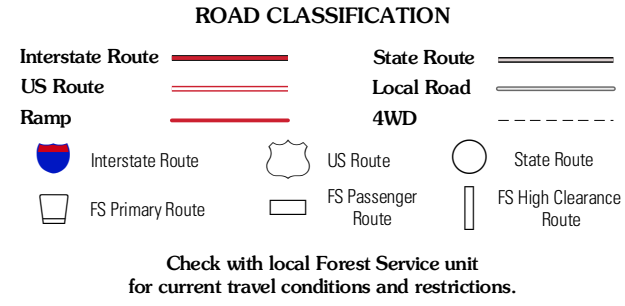 ROAD CLASSIFICATION
Interstate Route
State Route
US Route
Local Road
Ramp
4WD
Interstate Route
US Route
State Route
FS Primary Route
FS Passenger
Route
FS High Clearance
Route
Check with local Forest Service unit
for current travel conditions and restrictions.